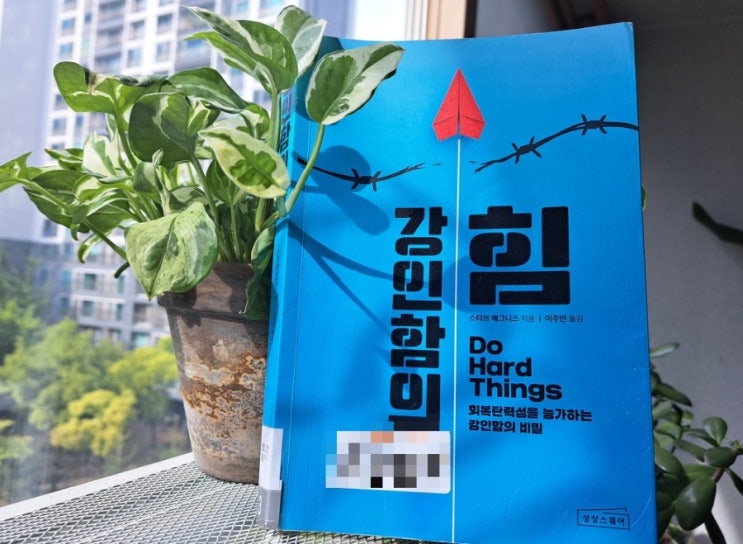 강인함의
힘
스티브 매그니스 지음 | 이주만 옮김
Do
Hard
Things
회복탄력성을 능가하는
강인함의 비밀
상상스퀘어